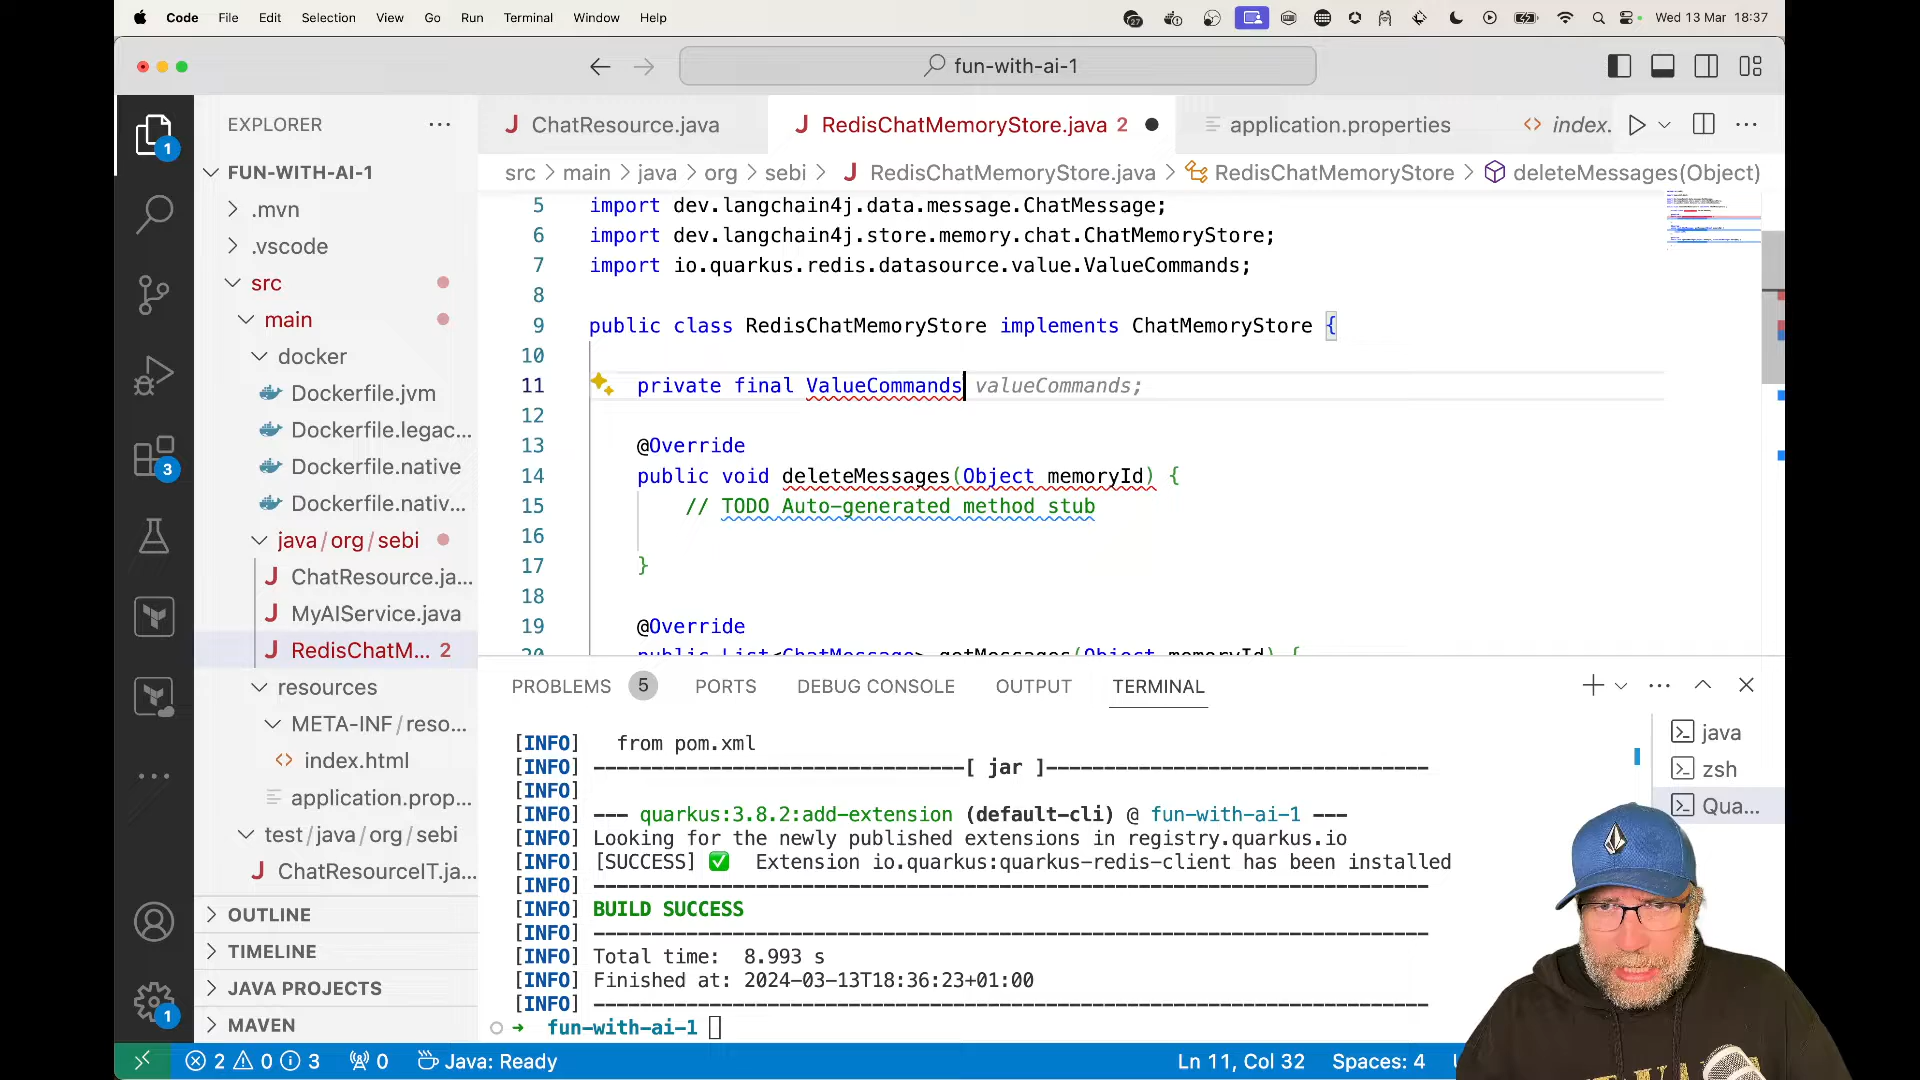 Code File Edit Selection View Go Run Terminal Window Help
27
Wed 13 Mar 18:37
fun-with-ai-1
EXPLORER
ChatResource.java
RedisChatMemoryStore.java 2
application.properties
index.
src > main > java > org > sebi > RedisChatMemoryStore.java > RedisChatMemoryStore > deleteMessages(Object)
1
3
1
FUN-WITH-AI-1
.mvn
.vscode
src
main
docker
Dockerfile.jvm
Dockerfile.legac...
Dockerfile.native
Dockerfile.nativ...
java/org/sebi
ChatResource.ja...
MyAIService.java
RedisChatM... 2
resources
META-INF/reso...
index.html
application.prop...
test/java/org/sebi
ChatResourceIT.ja...
OUTLINE
TIMELINE
JAVA PROJECTS
MAVEN
5 import dev.langchain4j.data.message.ChatMessage;
6 import dev.langchain4j.store.memory.chat.ChatMemoryStore;
7 import io.quarkus.redis.datasource.value.ValueCommands;
8
9 public class RedisChatMemoryStore implements ChatMemoryStore {
10
11 private final ValueCommands valueCommands;
12
13 @Override
14 public void deleteMessages(Object memoryId) {
15 // TODO Auto-generated method stub
16
17 }
18
19 @Override
20 public List<ChatMessage> getMessages(Object memoryId) {
PROBLEMS 5 PORTS DEBUG CONSOLE OUTPUT TERMINAL
[INFO] from pom.xml
[INFO] --------------------------------[ jar ]---------------------------------
[INFO]
[INFO] --- quarkus:3.8.2:add-extension (default-cli) @ fun-with-ai-1 ---
[INFO] Looking for the newly published extensions in registry.quarkus.io
[INFO] [SUCCESS] ✅ Extension io.quarkus:quarkus-redis-client has been installed
[INFO] ------------------------------------------------------------------------
[INFO] BUILD SUCCESS
[INFO] ------------------------------------------------------------------------
[INFO] Total time: 8.993 s
[INFO] Finished at: 2024-03-13T18:36:23+01:00
[INFO] ------------------------------------------------------------------------
➜ fun-with-ai-1
java
zsh
Qua...
2 0 3 0 Java: Ready
Ln 11, Col 32 Spaces: 4